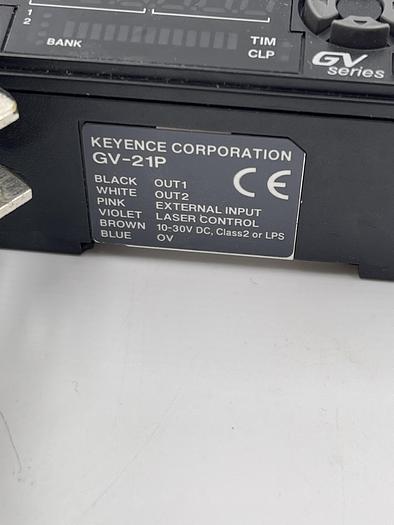 1
2
BANK
TIM
CLP
GV
series
KEYENCE CORPORATION
GV-21P
CE
BLACK OUT1
WHITE OUT2
PINK EXTERNAL INPUT
VIOLET LASER CONTROL
BROWN 10-30V DC, Class2 or LPS
BLUE 0V